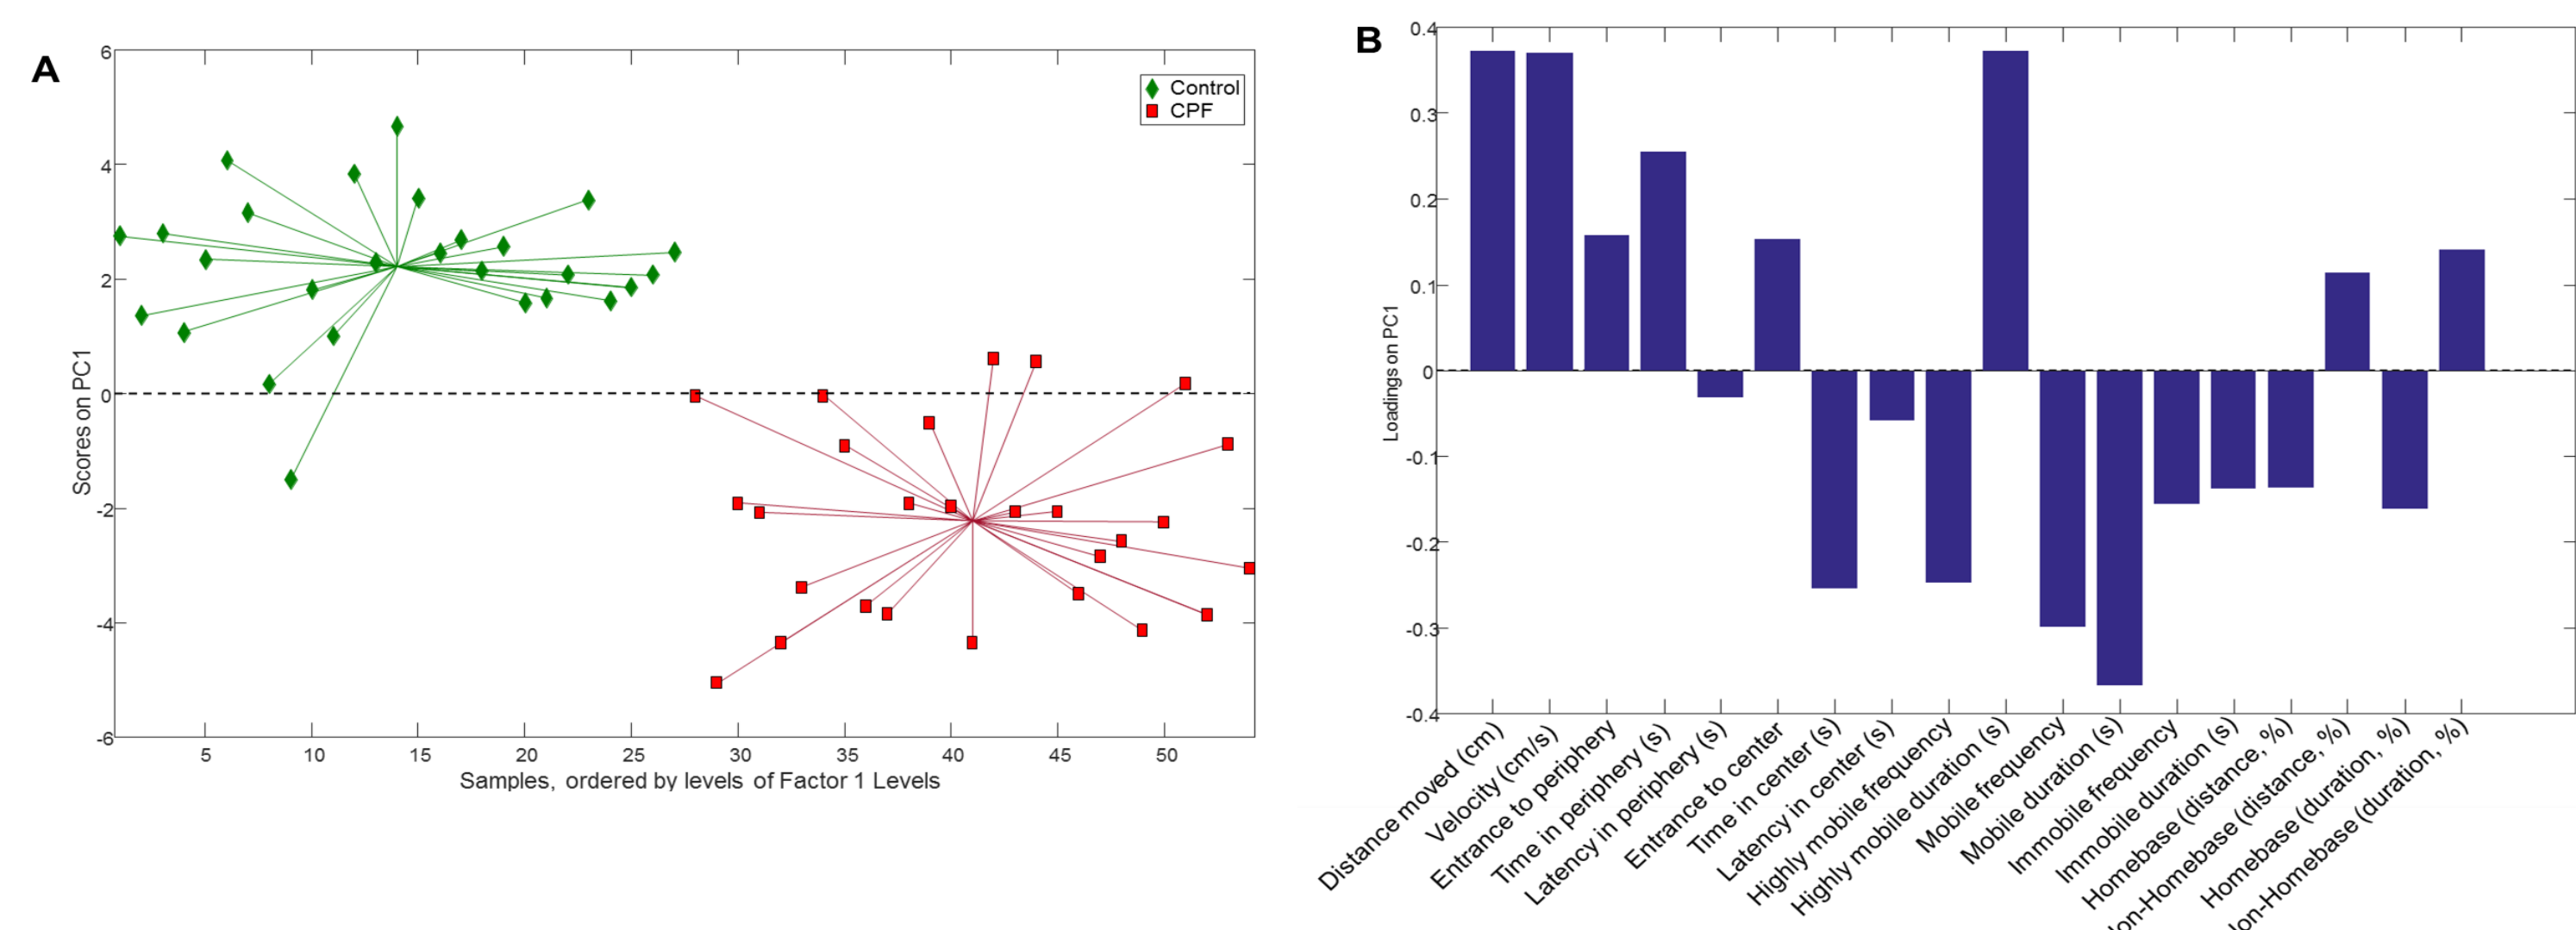 A
6
4
2
0
-2
-4
-6
Scores on PC1
5
10
15
20
25
30
35
40
45
50
Samples, ordered by levels of Factor 1 Levels
Control
CPF
B
0.4
0.3
0.2
0.1
0
-0.1
-0.2
-0.3
-0.4
Loadings on PC1
Distance moved (cm)
Velocity (cm/s)
Entrance to periphery
Time in periphery (s)
Latency in periphery (s)
Entrance to center
Time in center (s)
Latency in center (s)
Highly mobile frequency
Highly mobile duration (s)
Mobile frequency
Mobile duration (s)
Immobile frequency
Immobile duration (s)
Homebase (distance, %)
on-Homebase (distance, %)
Homebase (duration, %)
on-Homebase (duration, %)